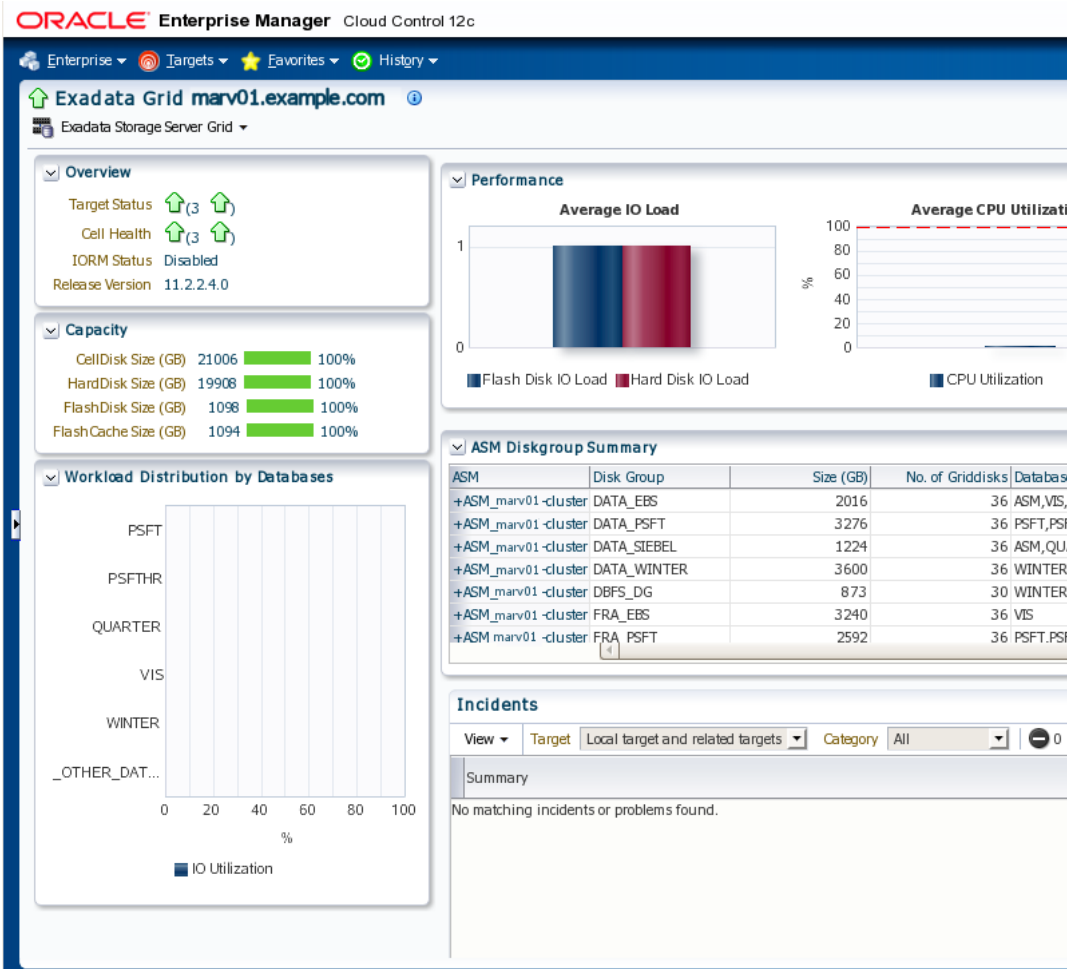 ORACLE Enterprise Manager Cloud Control 12c
Enterprise Targets Favorites History
Exadata Grid marv01.example.com
Exadata Storage Server Grid
Overview
Target Status (3 )
Cell Health (3 )
IORM Status Disabled
Release Version 11.2.2.4.0
Capacity
CellDisk Size (GB) 21006 100%
HardDisk Size (GB) 19908 100%
FlashDisk Size (GB) 1098 100%
FlashCache Size (GB) 1094 100%
Workload Distribution by Databases
PSFT
PSFTHR
QUARTER
VIS
WINTER
_OTHER_DAT...
0 20 40 60 80 100
%
IO Utilization
Performance
Average IO Load
1
0
Flash Disk IO Load Hard Disk IO Load
Average CPU Utilizati
100
80
60
40
20
0
%
CPU Utilization
ASM Diskgroup Summary
ASM Disk Group Size (GB) No. of Griddisks Databas
+ASM_marv01-cluster DATA_EBS 2016 36 ASM,VIS,
+ASM_marv01-cluster DATA_PSFT 3276 36 PSFT,PSF
+ASM_marv01-cluster DATA_SIEBEL 1224 36 ASM,QU
+ASM_marv01-cluster DATA_WINTER 3600 36 WINTER
+ASM_marv01-cluster DBFS_DG 873 30 WINTER
+ASM_marv01-cluster FRA_EBS 3240 36 VIS
+ASM marv01 -cluster FRA_PSFT 2592 36 PSFT.PSF
Incidents
View Target Local target and related targets Category All 0
Summary
No matching incidents or problems found.